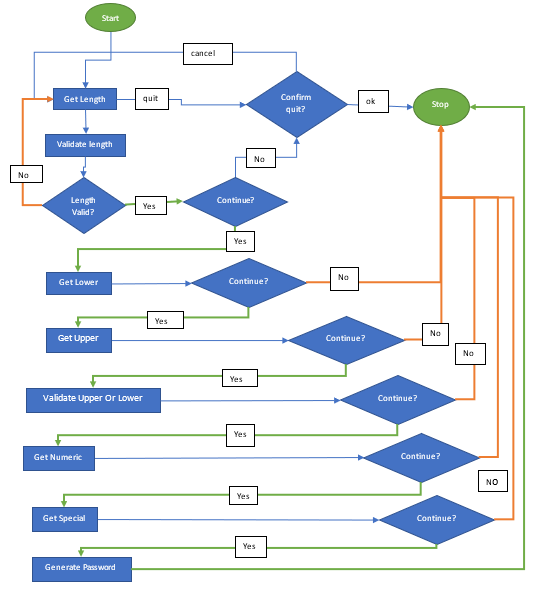 Start
cancel
Get Length
quit
Confirm
quit?
ok
Stop
Validate length
No
No
Length
Valid?
Yes
Continue?
Yes
Get Lower
Continue?
No
Yes
Get Upper
Continue?
No
No
Yes
Validate Upper Or Lower
Continue?
Yes
Get Numeric
Continue?
NO
Yes
Get Special
Continue?
Yes
Generate Password